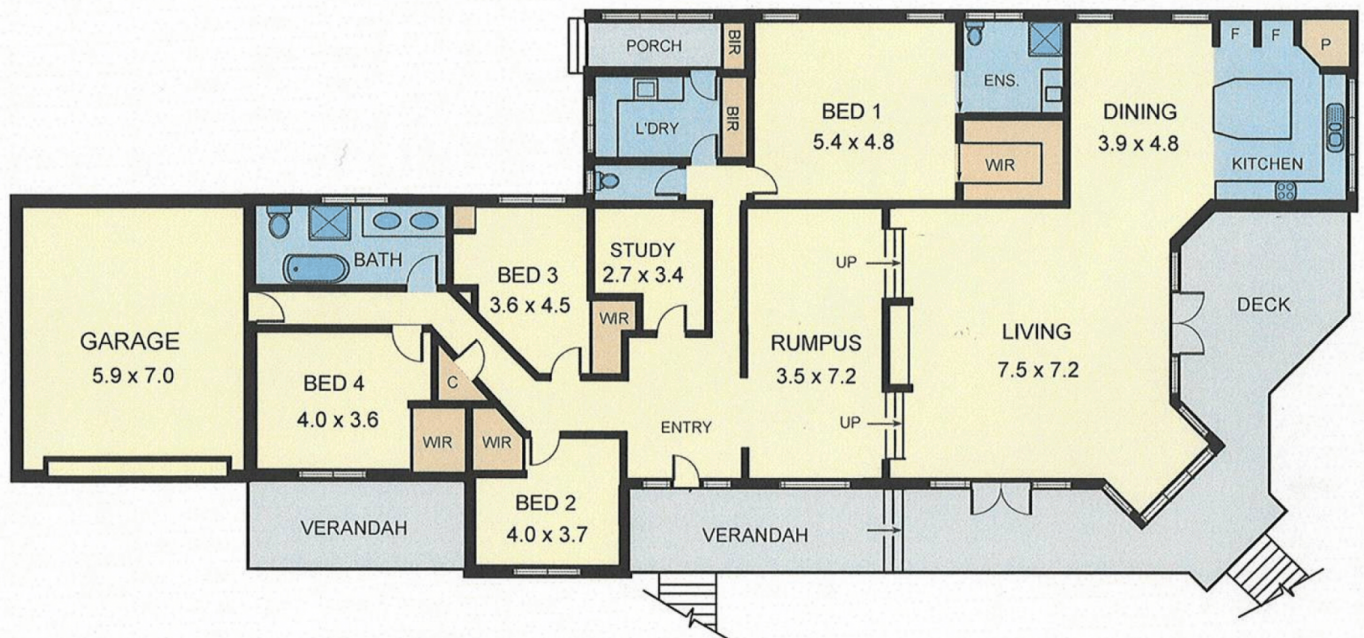 PORCH
BIR
BIR
L'DRY
BED 1
5.4 x 4.8
ENS.
WIR
DINING
3.9 x 4.8
F
F
P
KITCHEN
GARAGE
5.9 x 7.0
BATH
BED 3
3.6 x 4.5
STUDY
2.7 x 3.4
WIR
BED 4
4.0 x 3.6
C
WIR
WIR
ENTRY
RUMPUS
3.5 x 7.2
UP
UP
LIVING
7.5 x 7.2
DECK
VERANDAH
BED 2
4.0 x 3.7
VERANDAH